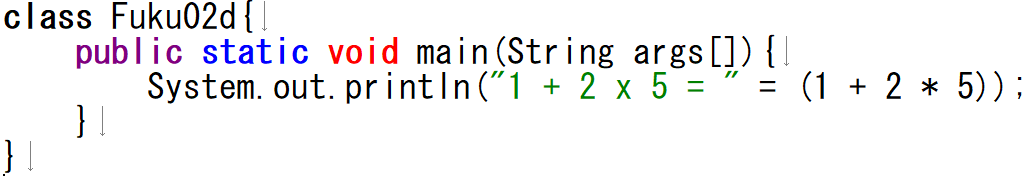 class Fuku02d{↓
    public static void main(String args[]){↓
        System.out.println("1 + 2 x 5 = " = (1 + 2 * 5));
    }↓
}↓